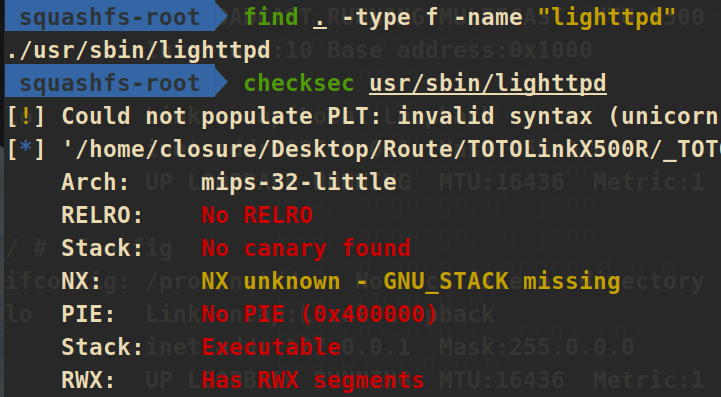 squashfs-root find . -type f -name "lighttpd"
./usr/sbin/lighttpd
squashfs-root checksec usr/sbin/lighttpd
[!] Could not populate PLT: invalid syntax (unicorn
[*] '/home/closure/Desktop/Route/TOTOLinkX500R/_TOTO
Arch: mips-32-little
RELRO: No RELRO
Stack: No canary found
NX: NX unknown - GNU_STACK missing
PIE: No PIE (0x400000)
Stack: Executable
RWX: Has RWX segments